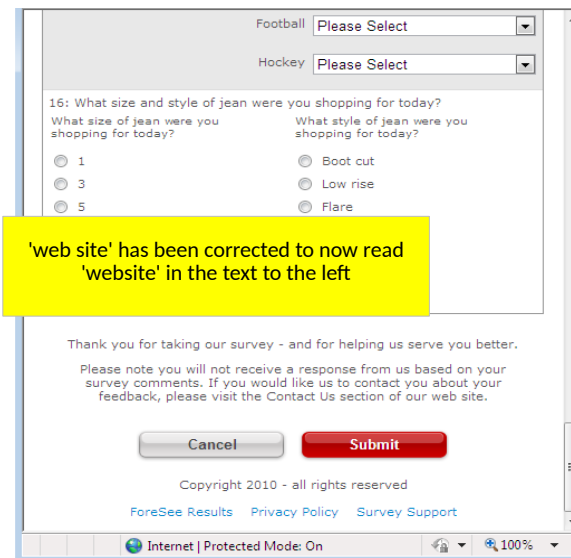 Football Please Select
Hockey Please Select
16: What size and style of jean were you shopping for today?
What size of jean were you
shopping for today?
What style of jean were you
shopping for today?
1 Boot cut
3 Low rise
5 Flare
'web site' has been corrected to now read
'website' in the text to the left
Thank you for taking our survey - and for helping us serve you better.
Please note you will not receive a response from us based on your
survey comments. If you would like us to contact you about your
feedback, please visit the Contact Us section of our web site.
Cancel Submit
Copyright 2010 - all rights reserved
ForeSee Results Privacy Policy Survey Support
Internet | Protected Mode: On 100%